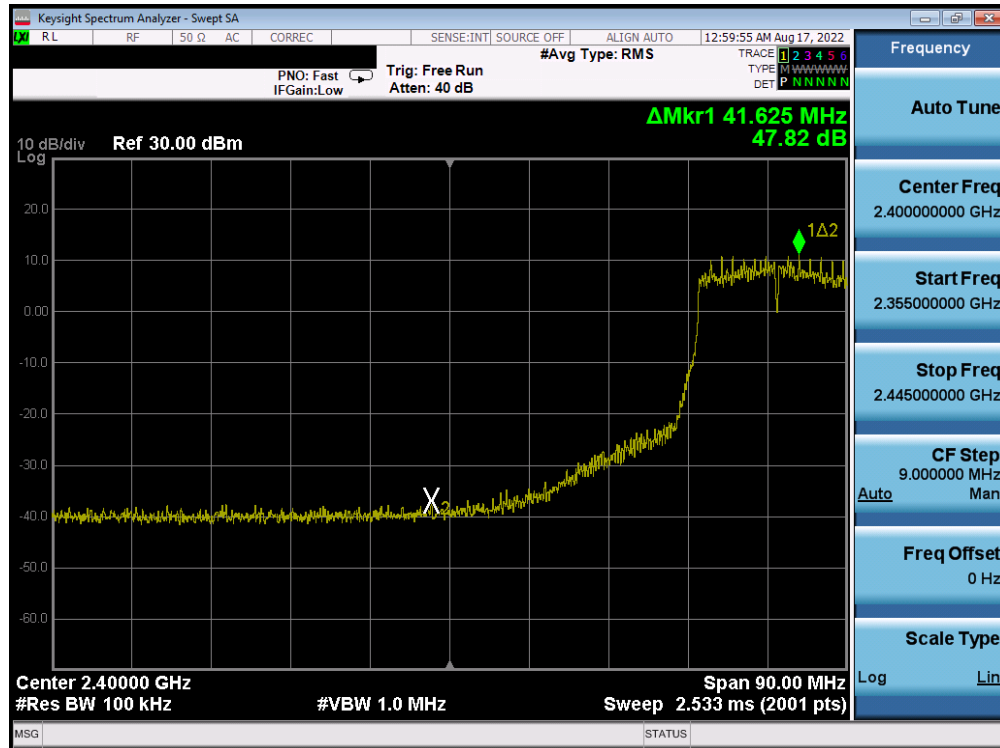 Keysight Spectrum Analyzer - Swept SA
LXI RL RF 50 Ω AC CORREC SENSE:INT SOURCE OFF ALIGN AUTO 12:59:55 AM Aug 17, 2022
PNO: Fast
IFGain:Low
Trig: Free Run
Atten: 40 dB
#Avg Type: RMS
TRACE 1 2 3 4 5 6
TYPE M WWWWW
DET P N N N N N
ΔMkr1 41.625 MHz
47.82 dB
10 dB/div Ref 30.00 dBm
Log
20.0
10.0
0.00
-10.0
-20.0
-30.0
-40.0
-50.0
-60.0
1Δ2
Center 2.40000 GHz Span 90.00 MHz
#Res BW 100 kHz #VBW 1.0 MHz Sweep 2.533 ms (2001 pts)
MSG STATUS
Frequency
Auto Tune
Center Freq
2.400000000 GHz
Start Freq
2.355000000 GHz
Stop Freq
2.445000000 GHz
CF Step
9.000000 MHz
Auto Man
Freq Offset
0 Hz
Scale Type
Log Lin